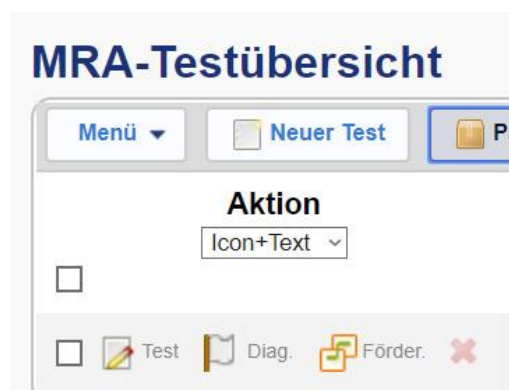 MRA-Testübersicht
Menü Neuer Test P
Aktion
Icon+Text
Test Diag. Förder.